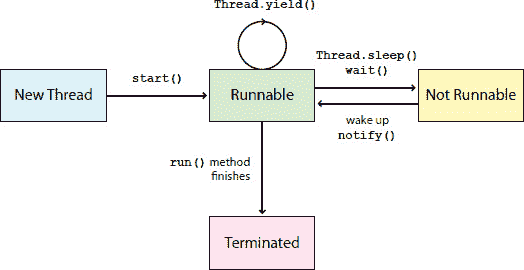 Thread.yield()
New Thread
start()
Runnable
Thread.sleep()
wait()
Not Runnable
wake up
notify()
run() method
finishes
Terminated